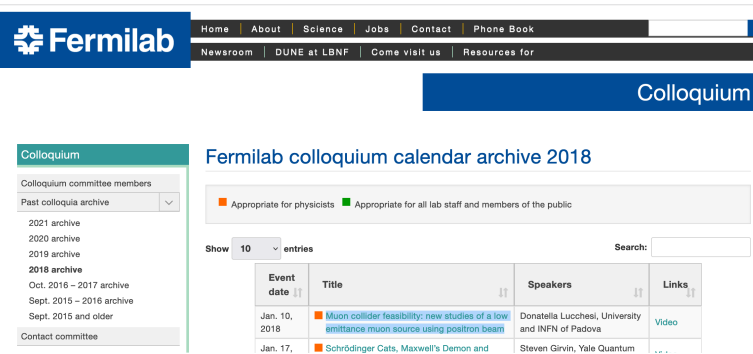 Fermilab
Home About Science Jobs Contact Phone Book
Newsroom DUNE at LBNF Come visit us Resources for
Colloquium
Colloquium
Colloquium committee members
Past colloquia archive
2021 archive
2020 archive
2019 archive
2018 archive
Oct. 2016 – 2017 archive
Sept. 2015 – 2016 archive
Sept. 2015 and older
Contact committee
Fermilab colloquium calendar archive 2018
Appropriate for physicists Appropriate for all lab staff and members of the public
Show 10 entries Search:
Event date Title Speakers Links
Jan. 10, 2018
Muon collider feasibility: new studies of a low
emittance muon source using positron beam
Donatella Lucchesi, University
and INFN of Padova
Video
Jan. 17,
Schrödinger Cats, Maxwell's Demon and
Steven Girvin, Yale Quantum